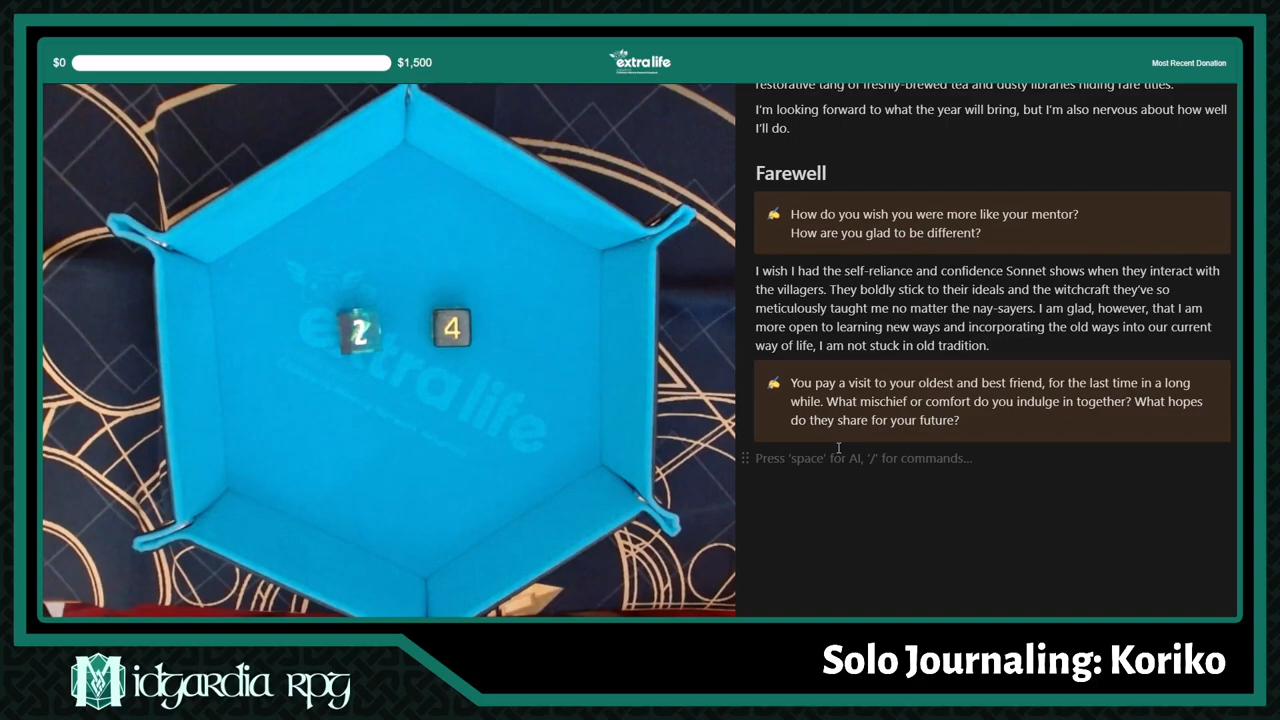 $0
$1,500
extralife
Most Recent Donation
restorative tang of freshly-brewed tea and dusty libraries hiding rare titles.
I'm looking forward to what the year will bring, but I'm also nervous about how well
I'll do.
Farewell
How do you wish you were more like your mentor?
How are you glad to be different?
I wish I had the self-reliance and confidence Sonnet shows when they interact with
the villagers. They boldly stick to their ideals and the witchcraft they've so
meticulously taught me no matter the nay-sayers. I am glad, however, that I am
more open to learning new ways and incorporating the old ways into our current
way of life, I am not stuck in old tradition.
You pay a visit to your oldest and best friend, for the last time in a long
while. What mischief or comfort do you indulge in together? What hopes
do they share for your future?
Press 'space' for AI, '/' for commands...
2 4
extralife
Solo Journaling: Koriko
Midgardia RPG